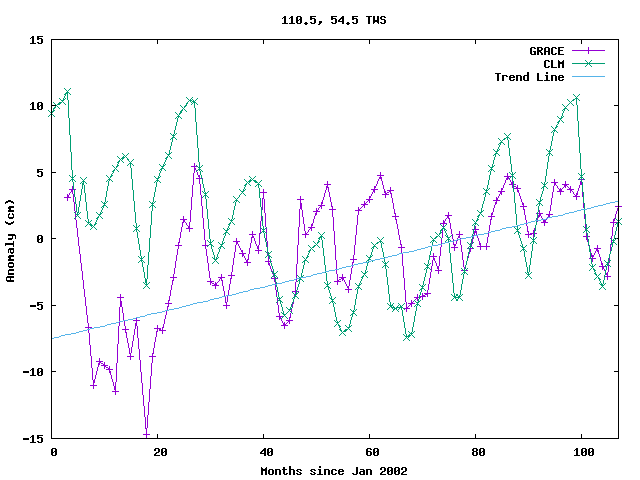 110.5, 54.5 TWS
GRACE
CLM
Trend Line
15
10
5
0
-5
-10
-15
Anomaly (cm)
0 20 40 60 80 100
Months since Jan 2002